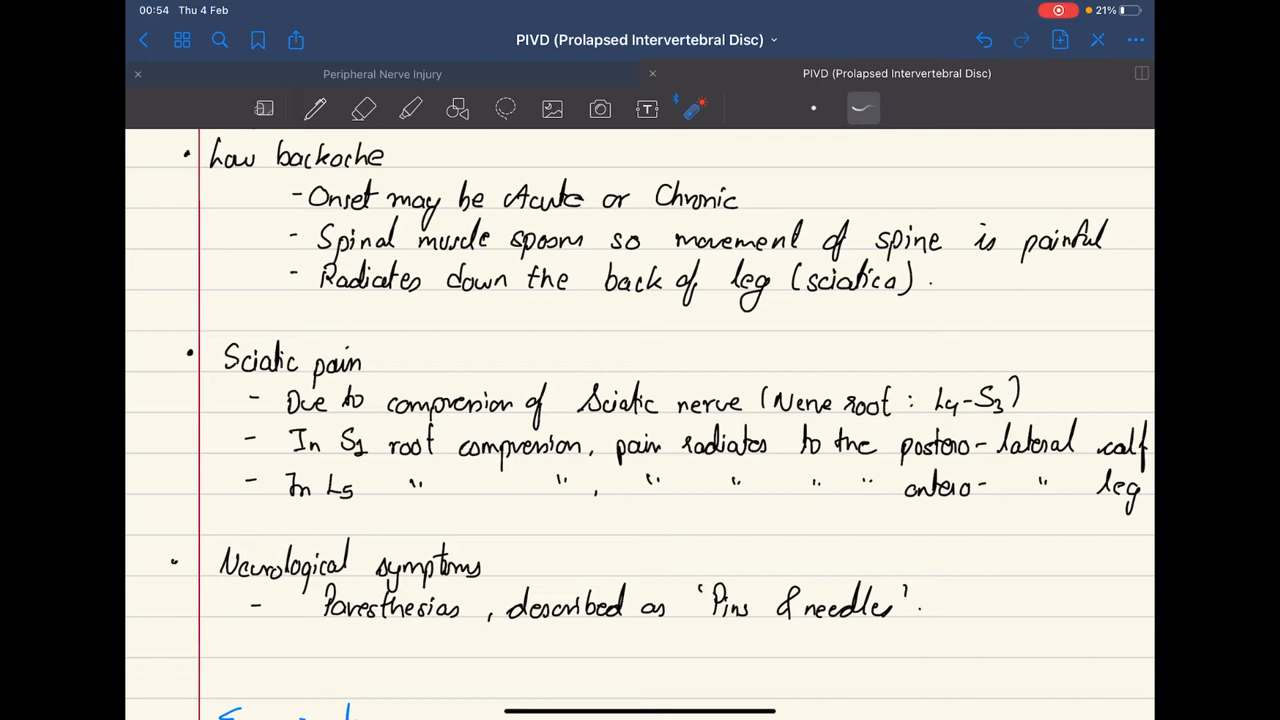 00:54 Thu 4 Feb 21%
PIVD (Prolapsed Intervertebral Disc)
Peripheral Nerve Injury PIVD (Prolapsed Intervertebral Disc)
• Low backache
- Onset may be Acute or Chronic
- Spinal muscle spasm so movement of spine is painful
- Radiates down the back of leg (sciatica).
• Sciatic pain
- Due to compression of Sciatic nerve (Nerve root : L4-S3)
- In S1 root compression, pain radiates to the postero-lateral calf
- In L5 " " , " " " " antero- " leg
• Neurological symptoms
- Paresthesias, described as 'Pins & needles'.